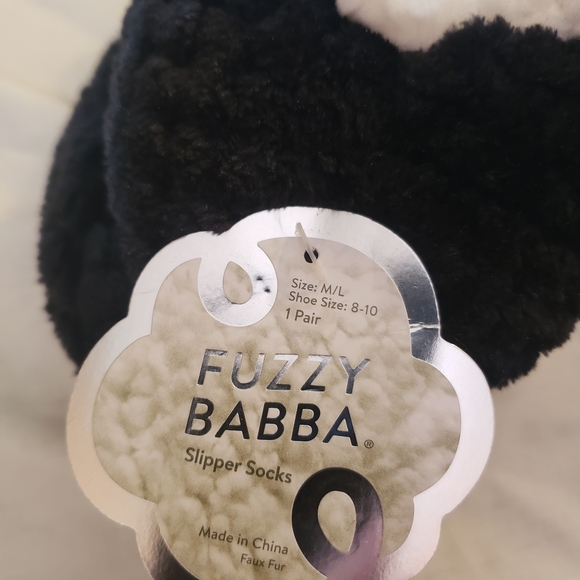 Size: M/L
Shoe Size: 8-10
1 Pair
FUZZY
BABBA®
Slipper Socks
Made in China
Faux Fur